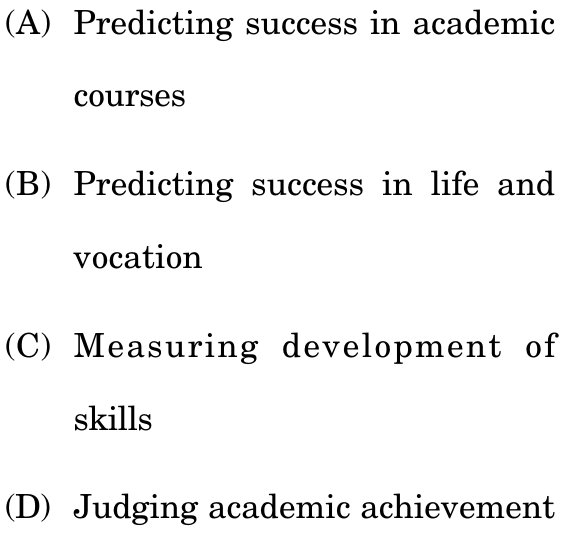 (A) Predicting success in academic
courses
(B) Predicting success in life and
vocation
(C) Measuring development of
skills
(D) Judging academic achievement